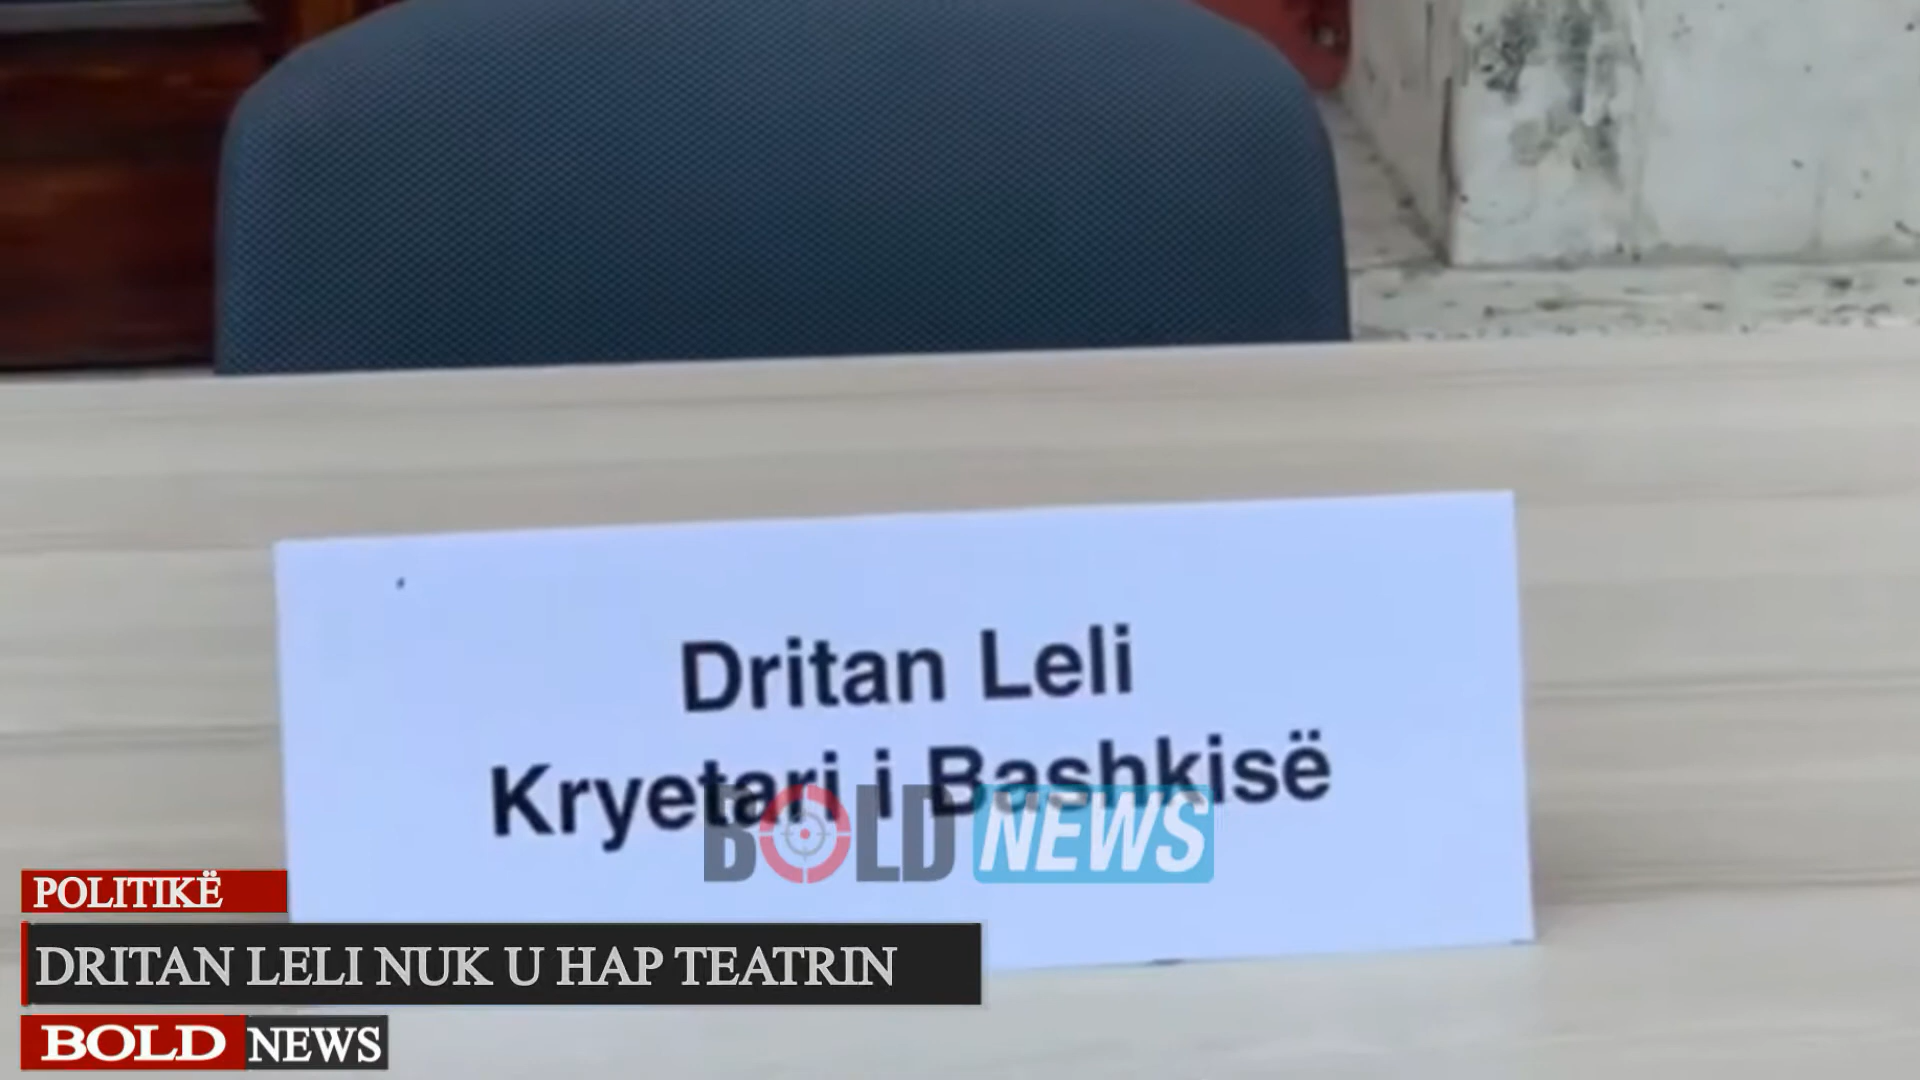 Dritan Leli
Kryetari i Bashkisë
BOLD NEWS
POLITIKË
DRITAN LELI NUK U HAP TEATRIN
BOLD NEWS